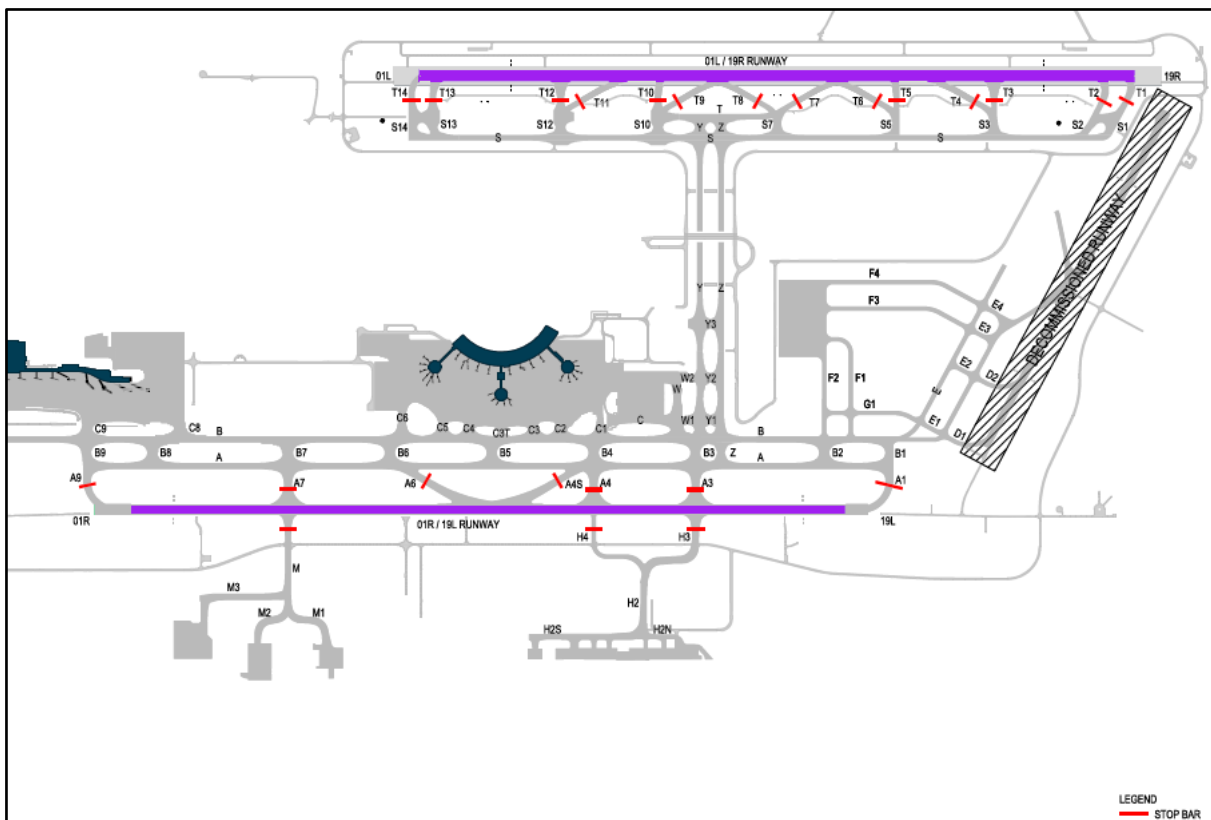 01L / 19R RUNWAY
01L
19R
T14
T13
T12
T11
T10
T9
T8
T7
T6
T5
T4
T3
T2
T1
T
S14
S13
S12
S10
Y
Z
S7
S5
S3
S2
S1
S
S
S
DECOMMISSIONED RUNWAY
Y
Z
F4
F3
E4
E3
Y3
E2
D2
W2
Y2
W
F2
F1
E
G1
C9
C8
B
C6
C5
C4
C3T
C3
C2
C1
C
W1
Y1
B
E1
D1
B9
B8
A
B7
B6
B5
B4
B3
Z
A
B2
B1
A9
A7
A6
A4S
A4
A3
A1
01R
01R / 19L RUNWAY
19L
H4
H3
M
M3
M2
M1
H2
H2S
H2N
LEGEND
STOP BAR